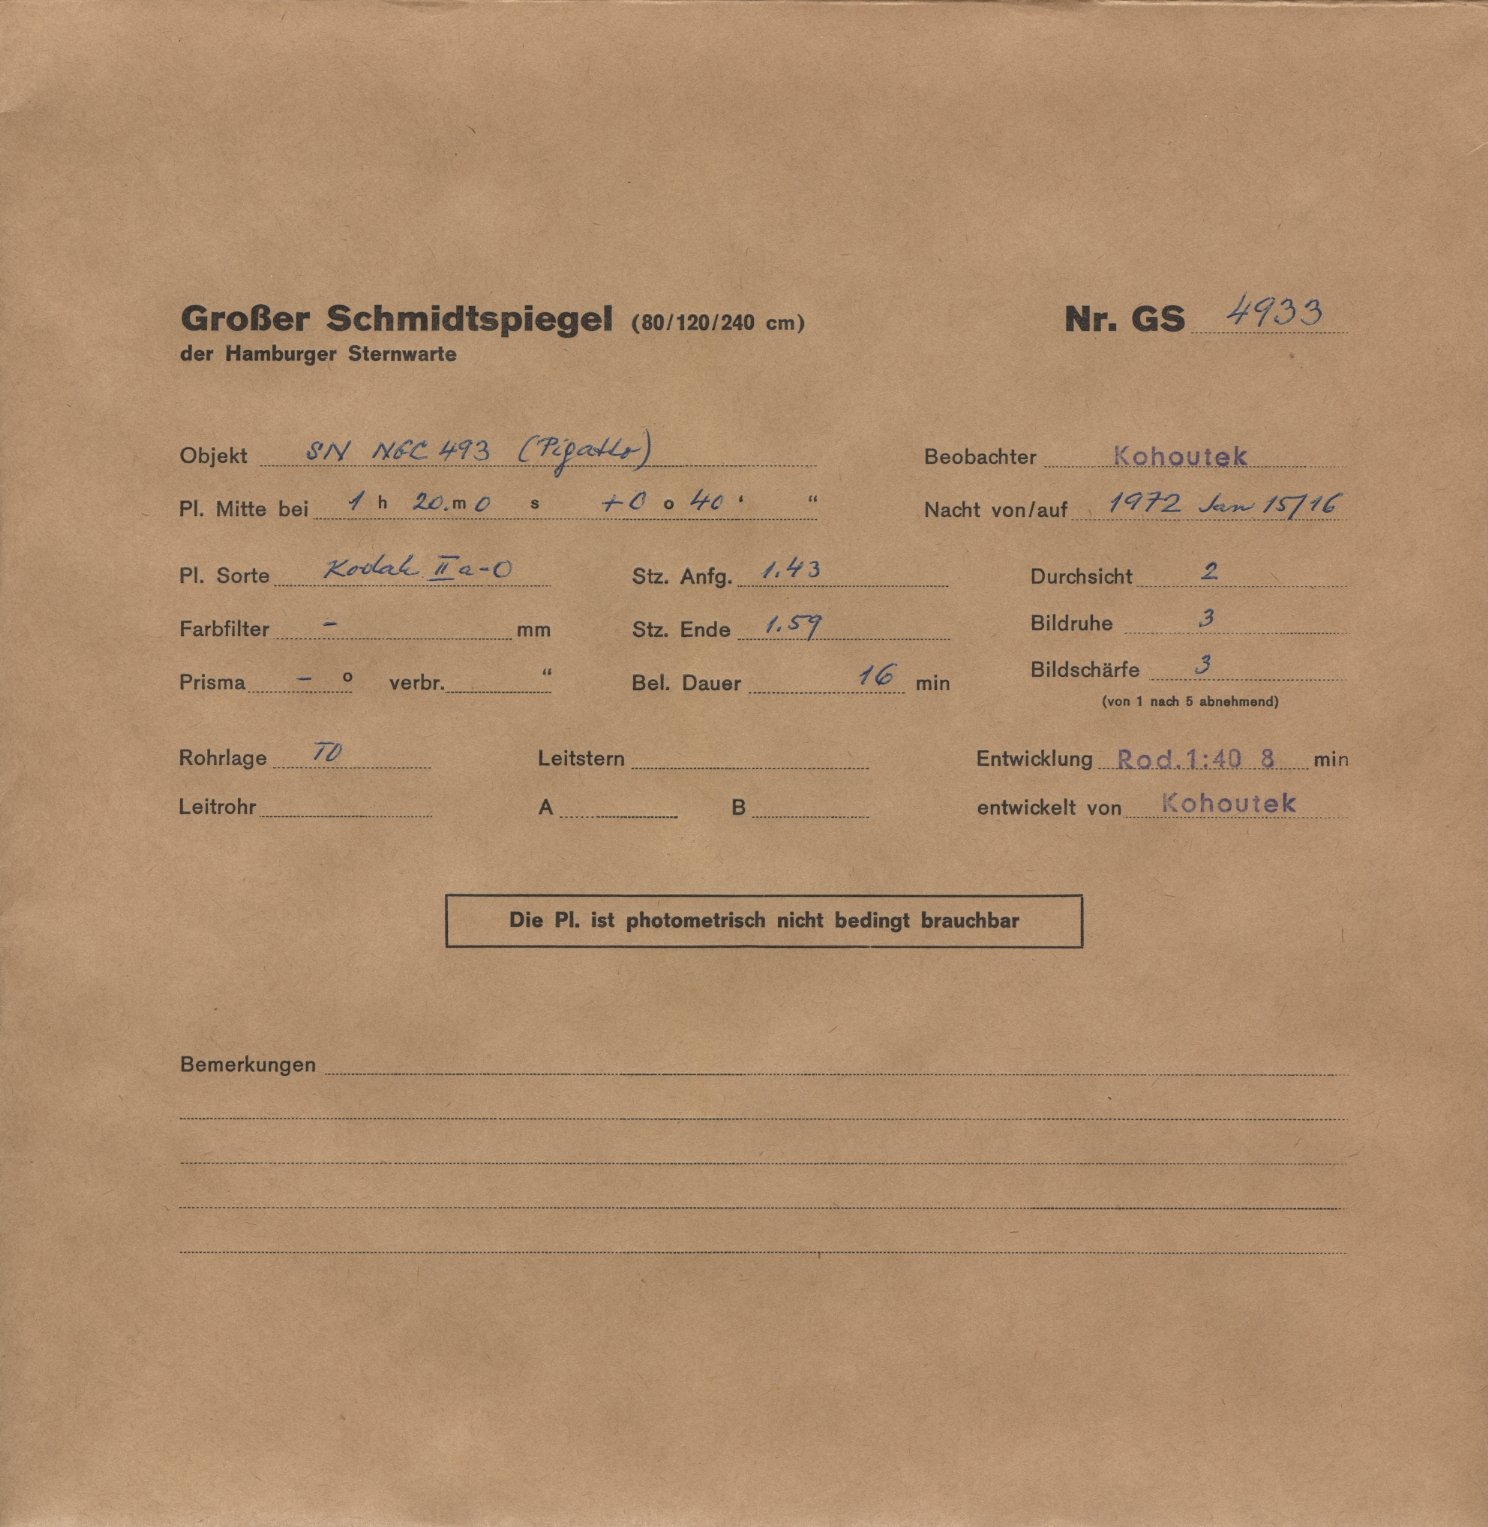 Großer Schmidtspiegel (80/120/240 cm) Nr. GS 4933
der Hamburger Sternwarte
Objekt SN NGC 493 (Pigatto) Beobachter Kohoutek
Pl. Mitte bei 1 h 20.m 0 s +0 o 40 ‘ “ Nacht von/auf 1972 Jan 15/16
Pl. Sorte Kodak IIa-O Stz. Anfg. 1.43 Durchsicht 2
Farbfilter – mm Stz. Ende 1.59 Bildruhe 3
Prisma – o verbr. “ Bel. Dauer 16 min Bildschärfe 3
(von 1 nach 5 abnehmend)
Rohrlage TO Leitstern Entwicklung Rod.1:40 8 min
Leitrohr A B entwickelt von Kohoutek
Die Pl. ist photometrisch nicht bedingt brauchbar
Bemerkungen